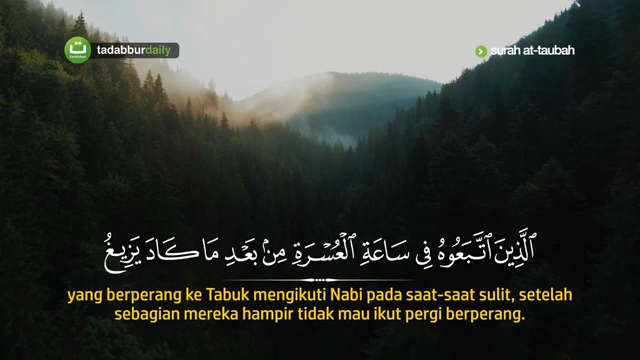 tadabburdaily
tadabbur
surah at-taubah
ٱلَّذِينَ ٱتَّبَعُوهُ فِى سَاعَةِ ٱلْعُسْرَةِ مِنۢ بَعْدِ مَا كَادَ يَزِيغُ
yang berperang ke Tabuk mengikuti Nabi pada saat-saat sulit, setelah
sebagian mereka hampir tidak mau ikut pergi berperang.